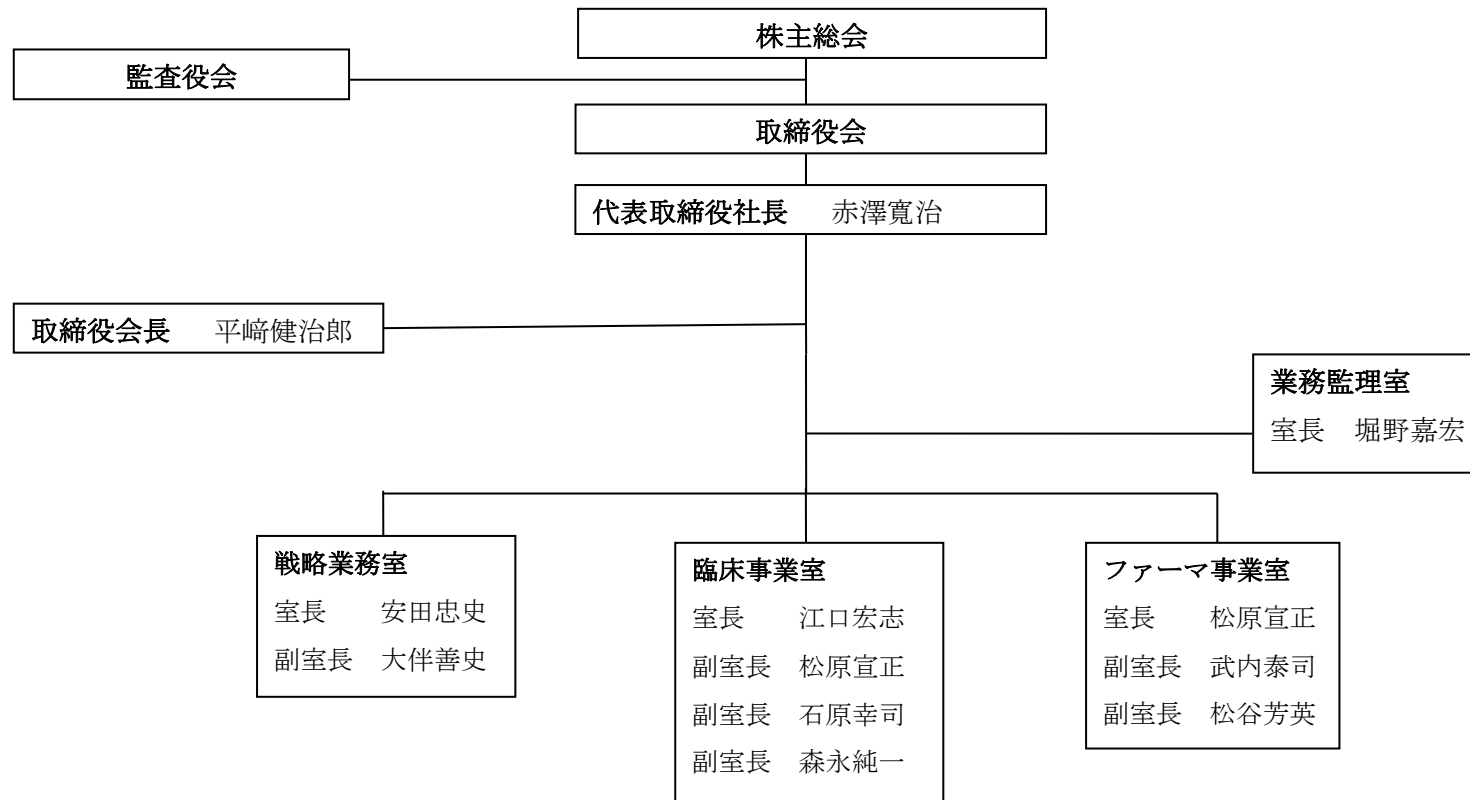 株主総会
監査役会
取締役会
代表取締役社長　赤澤寛治
取締役会長　平﨑健治郎
業務監理室
室長　堀野嘉宏
戦略業務室
室長　安田忠史
副室長　大伴善史
臨床事業室
室長　江口宏志
副室長　松原宣正
副室長　石原幸司
副室長　森永純一
ファーマ事業室
室長　松原宣正
副室長　武内泰司
副室長　松谷芳英